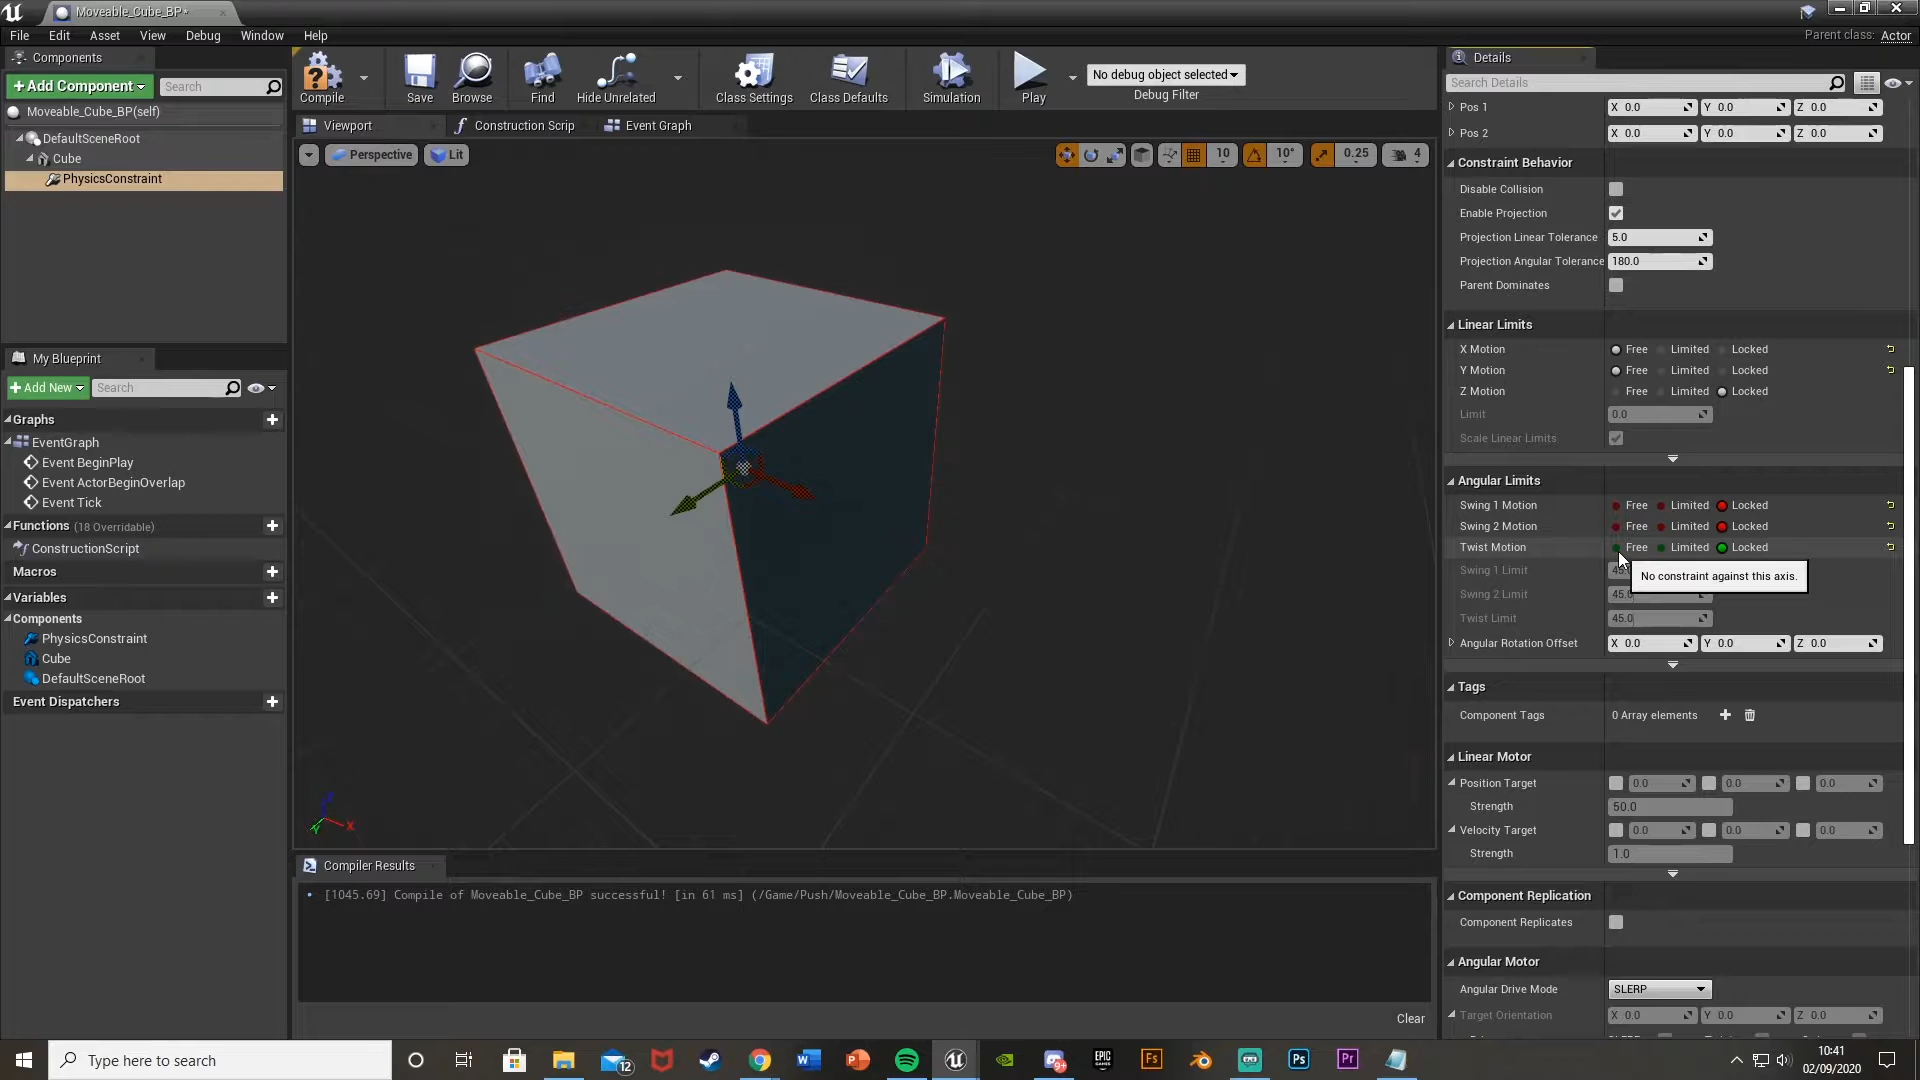 Moveable_Cube_BP*
File Edit Asset View Debug Window Help
Parent class: Actor
Components
+Add Component
Search
Moveable_Cube_BP(self)
DefaultSceneRoot
Cube
PhysicsConstraint
My Blueprint
+Add New
Search
Graphs
EventGraph
Event BeginPlay
Event ActorBeginOverlap
Event Tick
Functions (18 Overridable)
ConstructionScript
Macros
Variables
Components
PhysicsConstraint
Cube
DefaultSceneRoot
Event Dispatchers
Compile Save Browse Find Hide Unrelated Class Settings Class Defaults Simulation Play
No debug object selected
Debug Filter
Viewport Construction Scrip Event Graph
Perspective Lit 10 10° 0.25 4
Z X Y
Compiler Results
• [1045.69] Compile of Moveable_Cube_BP successful! [in 61 ms] (/Game/Push/Moveable_Cube_BP.Moveable_Cube_BP)
Clear
Details
Search Details
Pos 1 X 0.0 Y 0.0 Z 0.0
Pos 2 X 0.0 Y 0.0 Z 0.0
Constraint Behavior
Disable Collision
Enable Projection
Projection Linear Tolerance 5.0
Projection Angular Tolerance 180.0
Parent Dominates
Linear Limits
X Motion Free Limited Locked
Y Motion Free Limited Locked
Z Motion Free Limited Locked
Limit 0.0
Scale Linear Limits
Angular Limits
Swing 1 Motion Free Limited Locked
Swing 2 Motion Free Limited Locked
Twist Motion Free Limited Locked
No constraint against this axis.
Swing 1 Limit
Swing 2 Limit 45.0
Twist Limit 45.0
Angular Rotation Offset X 0.0 Y 0.0 Z 0.0
Tags
Component Tags 0 Array elements
Linear Motor
Position Target 0.0 0.0 0.0
Strength 50.0
Velocity Target 0.0 0.0 0.0
Strength 1.0
Component Replication
Component Replicates
Angular Motor
Angular Drive Mode SLERP
Target Orientation X 0.0 Y 0.0 Z 0.0
Type here to search
12
W P 9+ EPIC GAMES Fs Ps Pr
10:41
02/09/2020